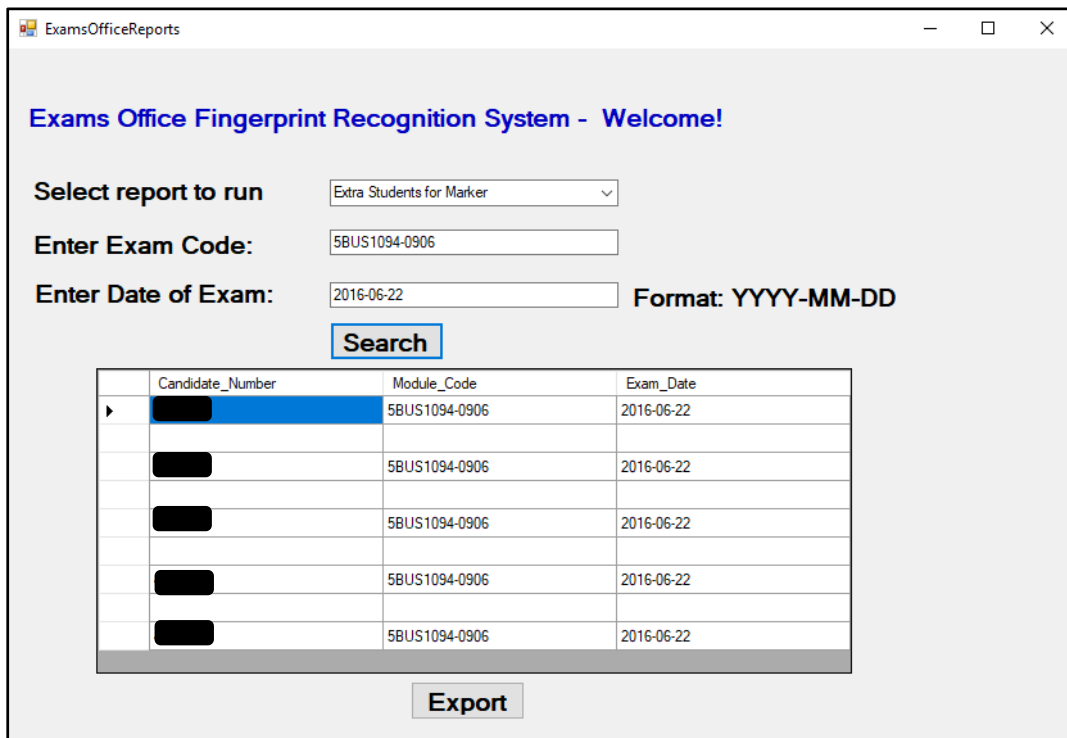 ExamsOfficeReports
Exams Office Fingerprint Recognition System - Welcome!
Select report to run Extra Students for Marker
Enter Exam Code: 5BUS1094-0906
Enter Date of Exam: 2016-06-22 Format: YYYY-MM-DD
Search
Candidate_Number Module_Code Exam_Date
5BUS1094-0906 2016-06-22
5BUS1094-0906 2016-06-22
5BUS1094-0906 2016-06-22
5BUS1094-0906 2016-06-22
5BUS1094-0906 2016-06-22
Export